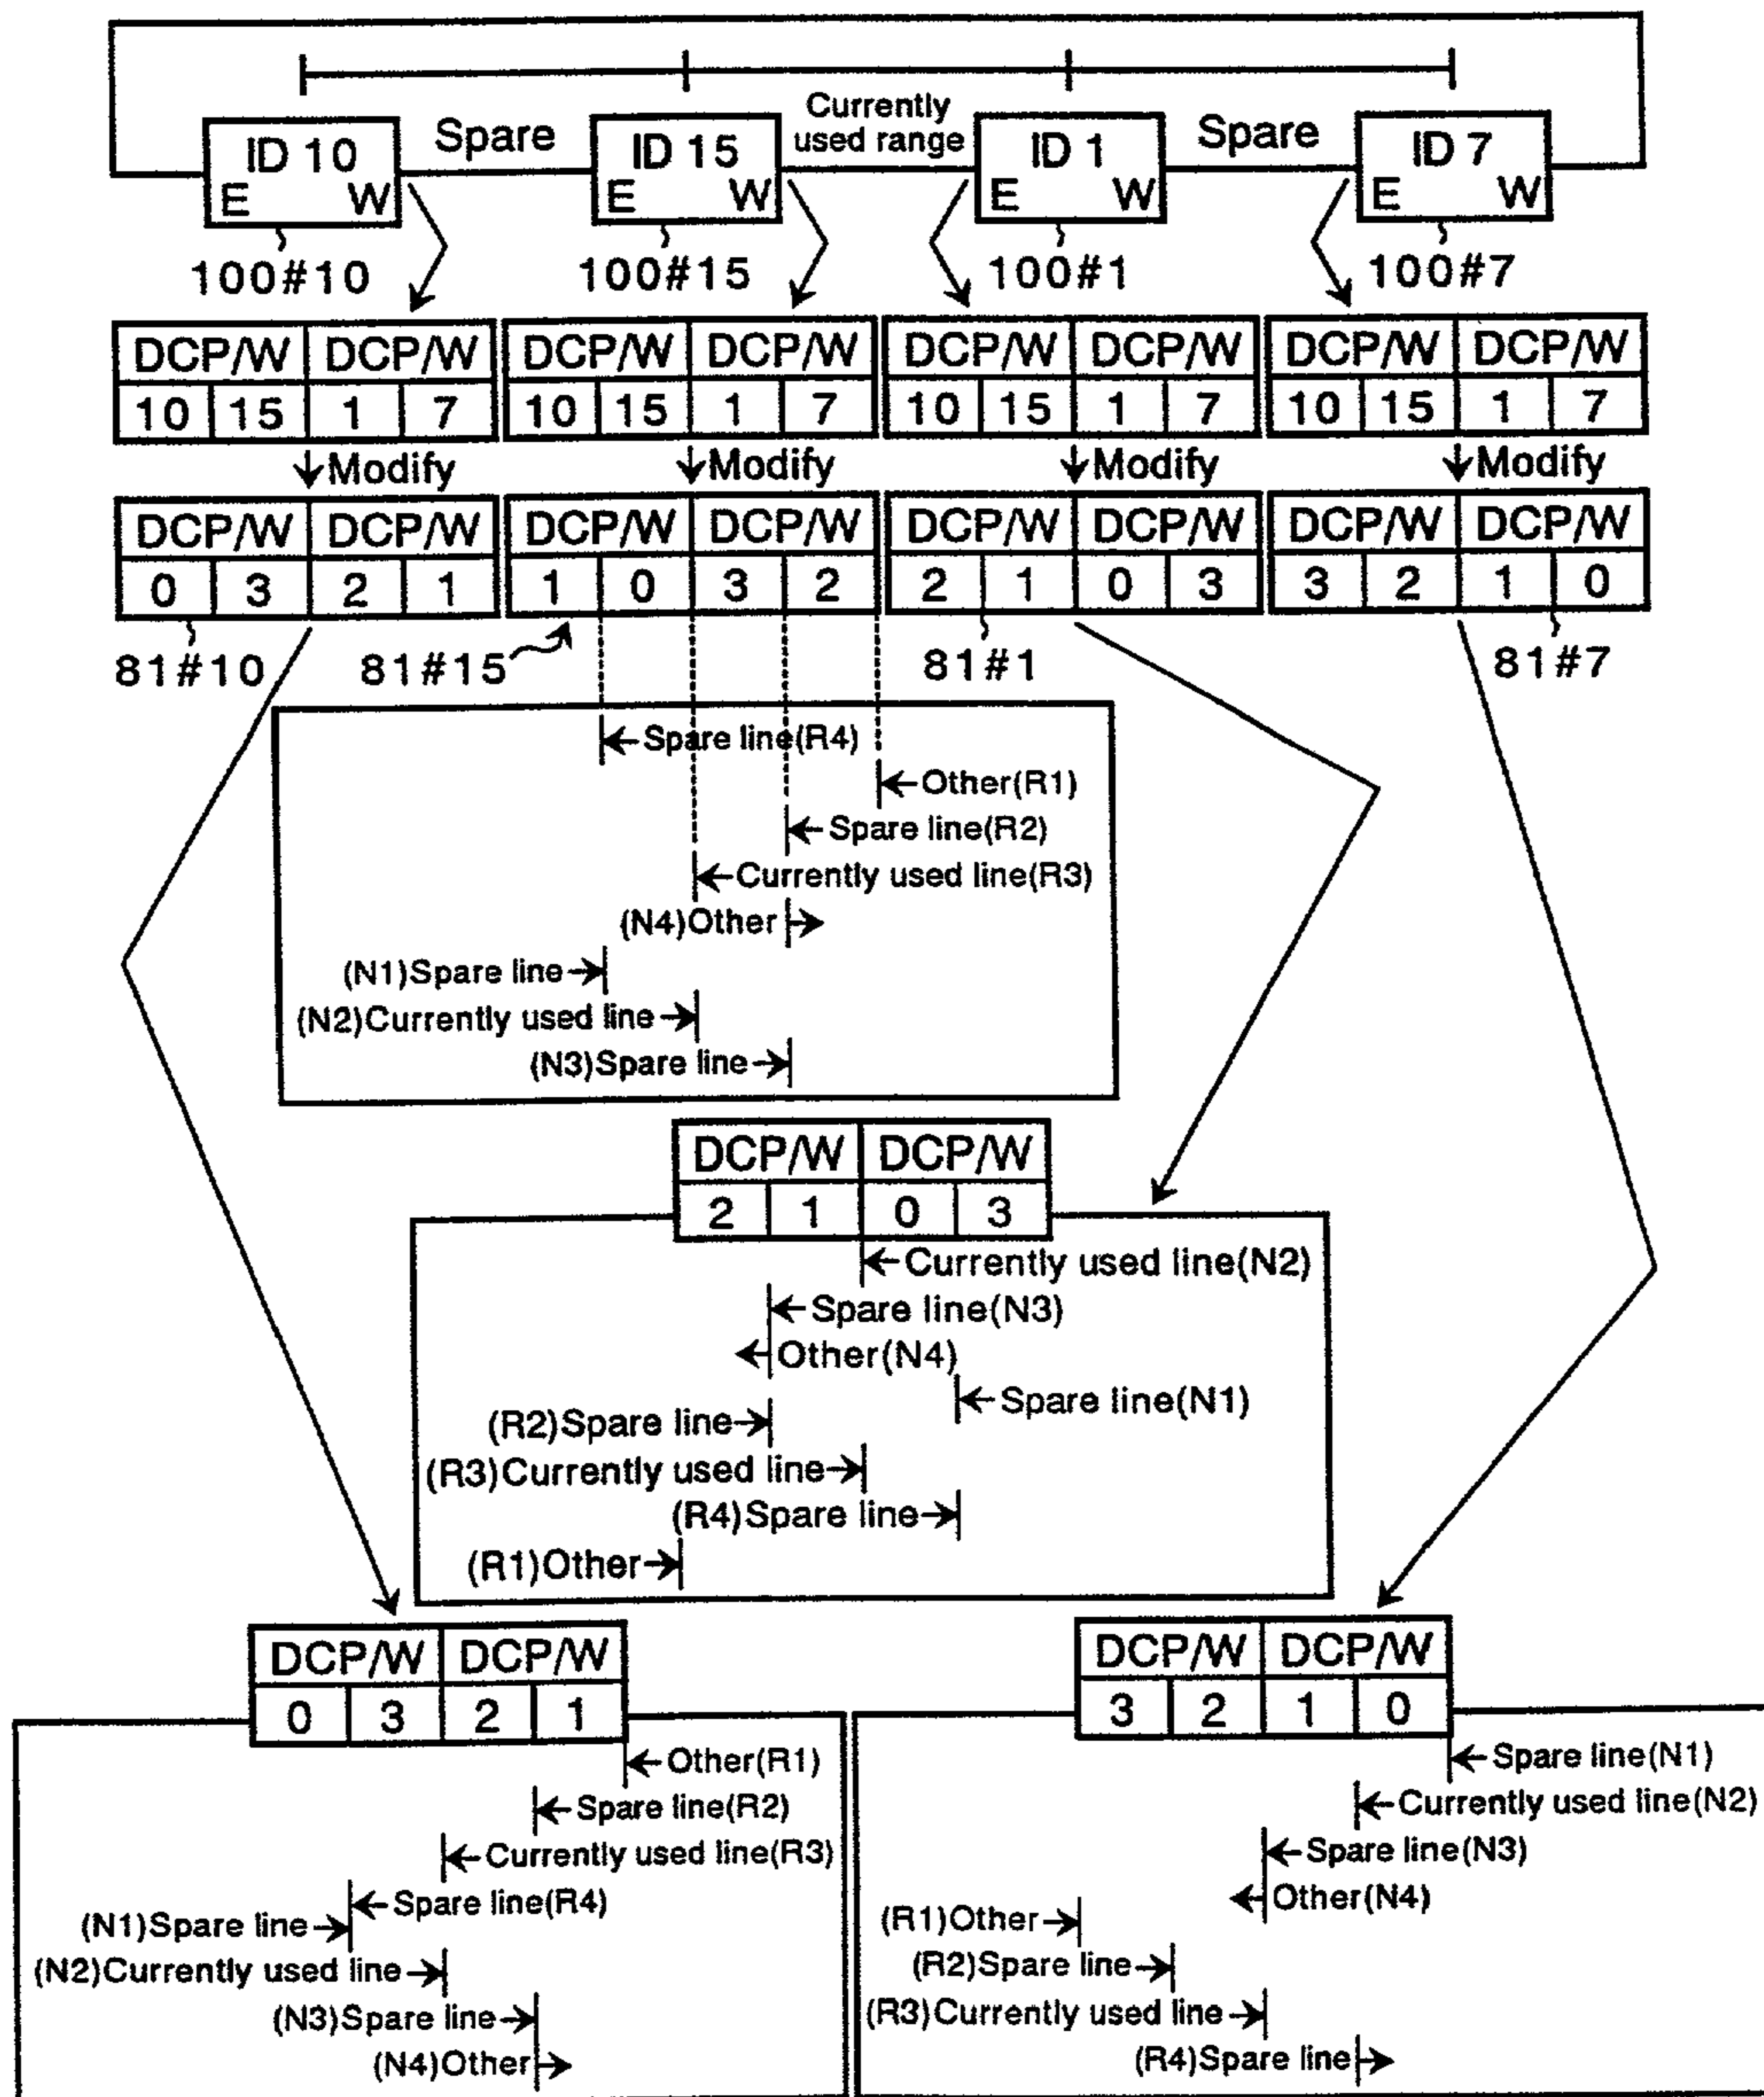 Spare
Currently used range
Spare
ID 10
E W
ID 15
E W
ID 1
E W
ID 7
E W
100#10
100#15
100#1
100#7
DCP/W DCP/W DCP/W DCP/W DCP/W DCP/W DCP/W DCP/W
10 15 1 7 10 15 1 7 10 15 1 7 10 15 1 7
Modify Modify Modify Modify
DCP/W DCP/W DCP/W DCP/W DCP/W DCP/W DCP/W DCP/W
0 3 2 1 1 0 3 2 2 1 0 3 3 2 1 0
81#10 81#15 81#1 81#7
Spare line(R4)
Other(R1)
Spare line(R2)
Currently used line(R3)
(N4)Other
(N1)Spare line
(N2)Currently used line
(N3)Spare line
DCP/W DCP/W
2 1 0 3
Currently used line(N2)
Spare line(N3)
Other(N4)
Spare line(N1)
(R2)Spare line
(R3)Currently used line
(R4)Spare line
(R1)Other
DCP/W DCP/W
0 3 2 1
Other(R1)
Spare line(R2)
Currently used line(R3)
Spare line(R4)
(N1)Spare line
(N2)Currently used line
(N3)Spare line
(N4)Other
DCP/W DCP/W
3 2 1 0
Spare line(N1)
Currently used line(N2)
Spare line(N3)
Other(N4)
(R1)Other
(R2)Spare line
(R3)Currently used line
(R4)Spare line